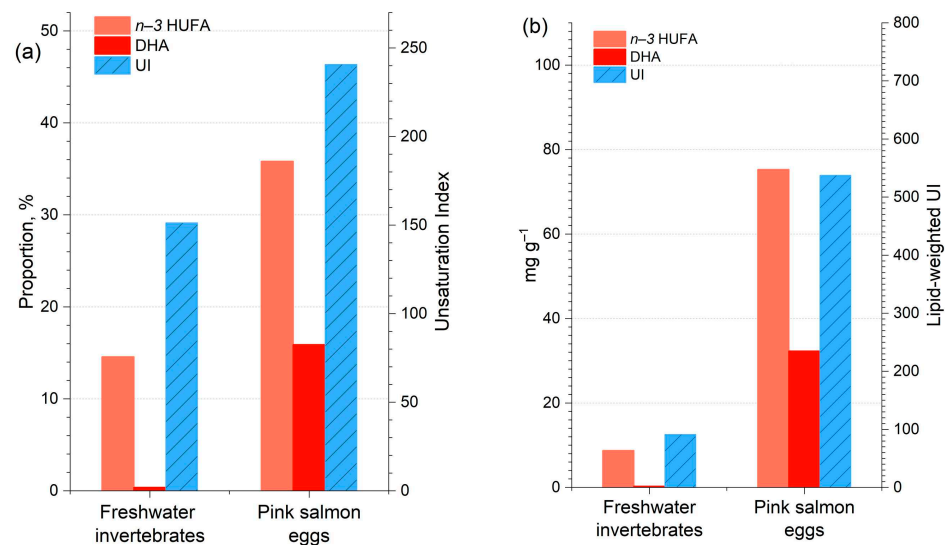 (a)
n–3 HUFA
DHA
UI
50
40
30
20
10
0
Proportion, %
250
200
150
100
50
0
Unsaturation Index
Freshwater
invertebrates
Pink salmon
eggs
(b)
n–3 HUFA
DHA
UI
100
80
60
40
20
0
mg g⁻¹
800
700
600
500
400
300
200
100
0
Lipid-weighted UI
Freshwater
invertebrates
Pink salmon
eggs